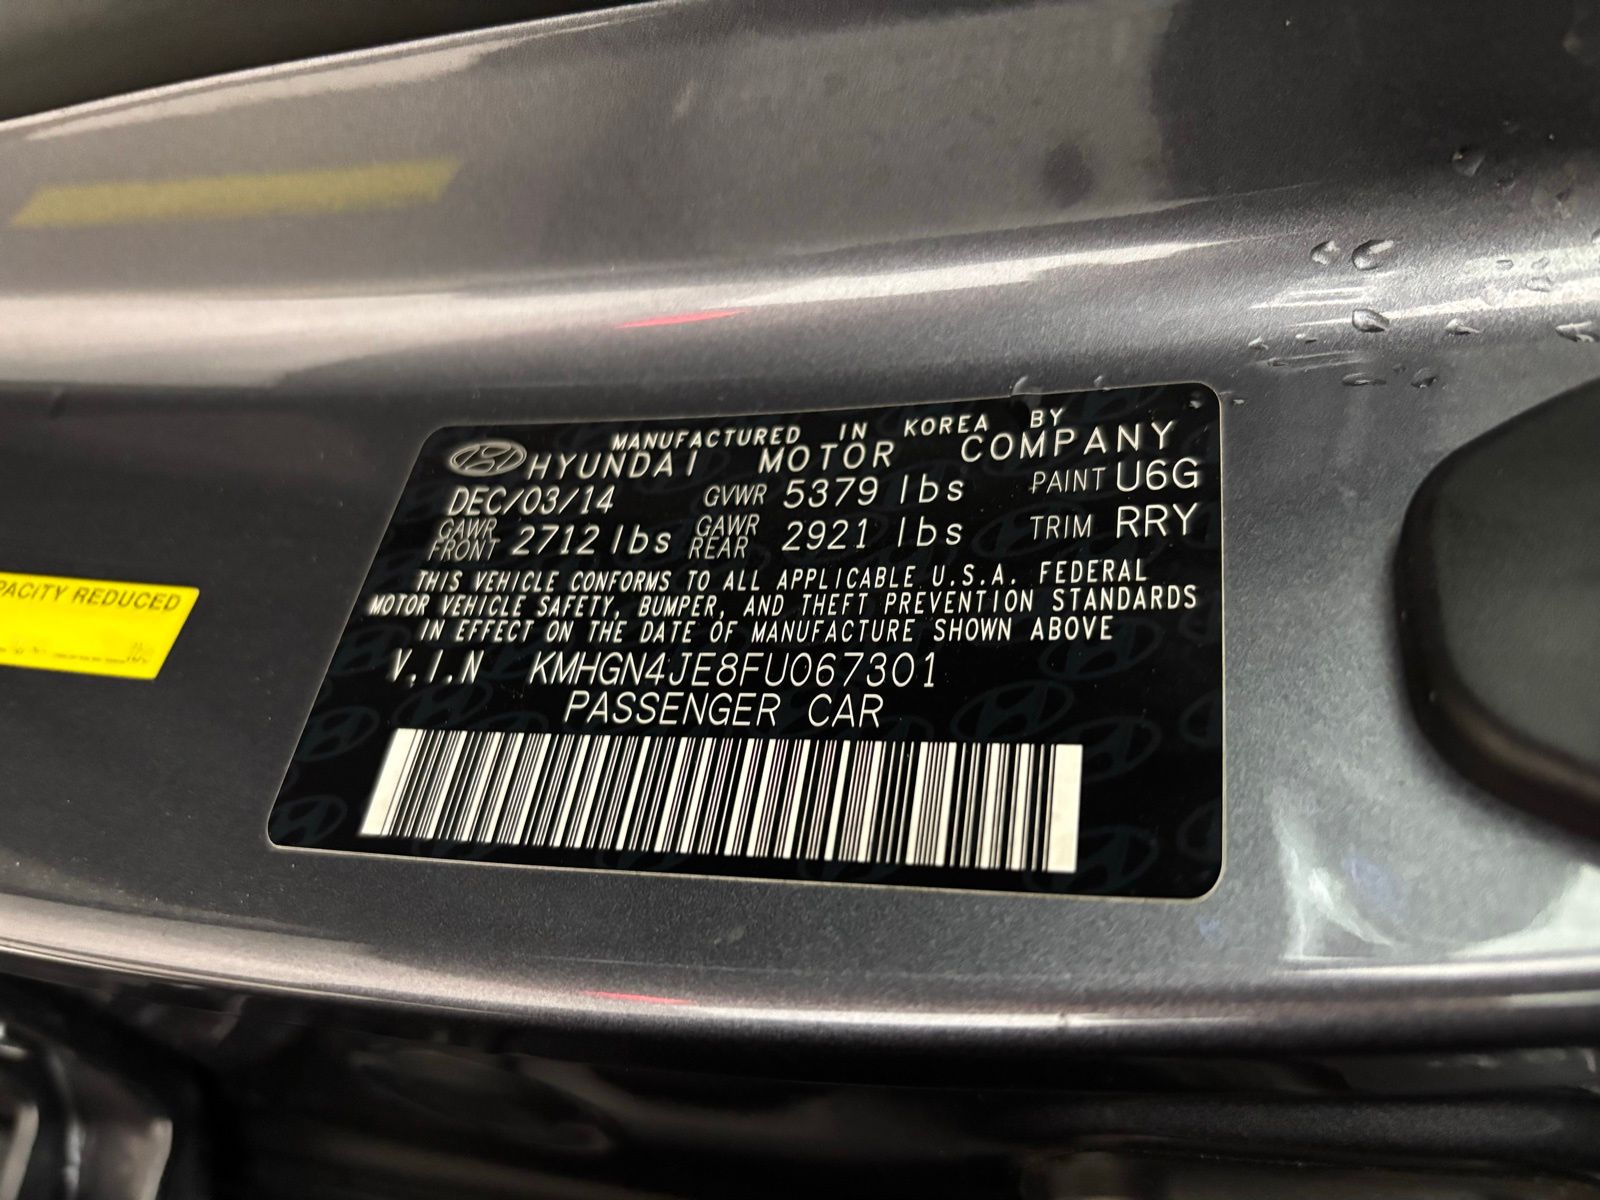 MANUFACTURED IN KOREA BY
HYUNDAI MOTOR COMPANY
DEC/03/14 GVWR 5379 lbs PAINT U6G
GAWR FRONT 2712 lbs GAWR REAR 2921 lbs TRIM RRY
THIS VEHICLE CONFORMS TO ALL APPLICABLE U.S.A. FEDERAL
MOTOR VEHICLE SAFETY, BUMPER, AND THEFT PREVENTION STANDARDS
IN EFFECT ON THE DATE OF MANUFACTURE SHOWN ABOVE
V.I.N KMHGN4JE8FU067301
PASSENGER CAR
PACITY REDUCED